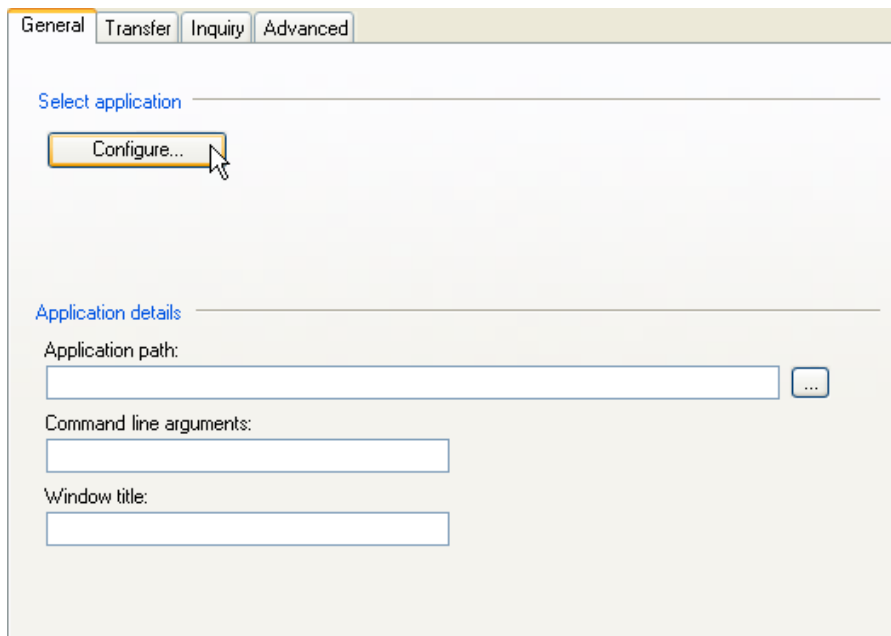 General Transfer Inquiry Advanced
Select application
Configure...
Application details
Application path:
...
Command line arguments:
Window title: